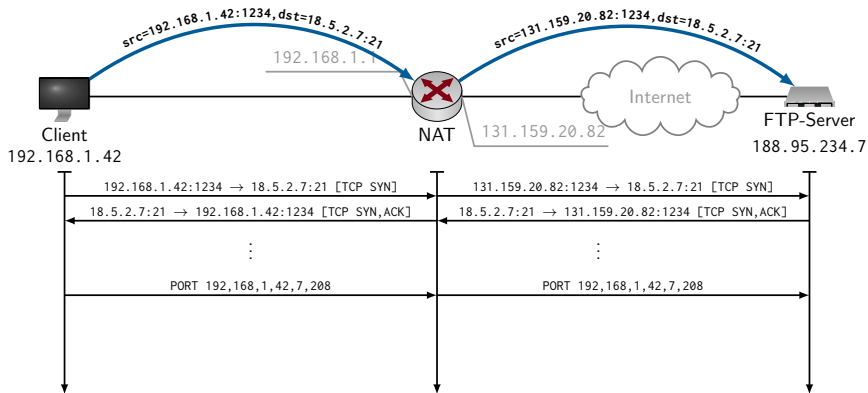 src=192.168.1.42:1234,dst=18.5.2.7:21
src=131.159.20.82:1234,dst=18.5.2.7:21
192.168.1.1
Internet
131.159.20.82
Client
192.168.1.42
NAT
FTP-Server
188.95.234.7
192.168.1.42:1234 → 18.5.2.7:21 [TCP SYN]
131.159.20.82:1234 → 18.5.2.7:21 [TCP SYN]
18.5.2.7:21 → 192.168.1.42:1234 [TCP SYN,ACK]
18.5.2.7:21 → 131.159.20.82:1234 [TCP SYN,ACK]
⋮
⋮
PORT 192,168,1,42,7,208
PORT 192,168,1,42,7,208